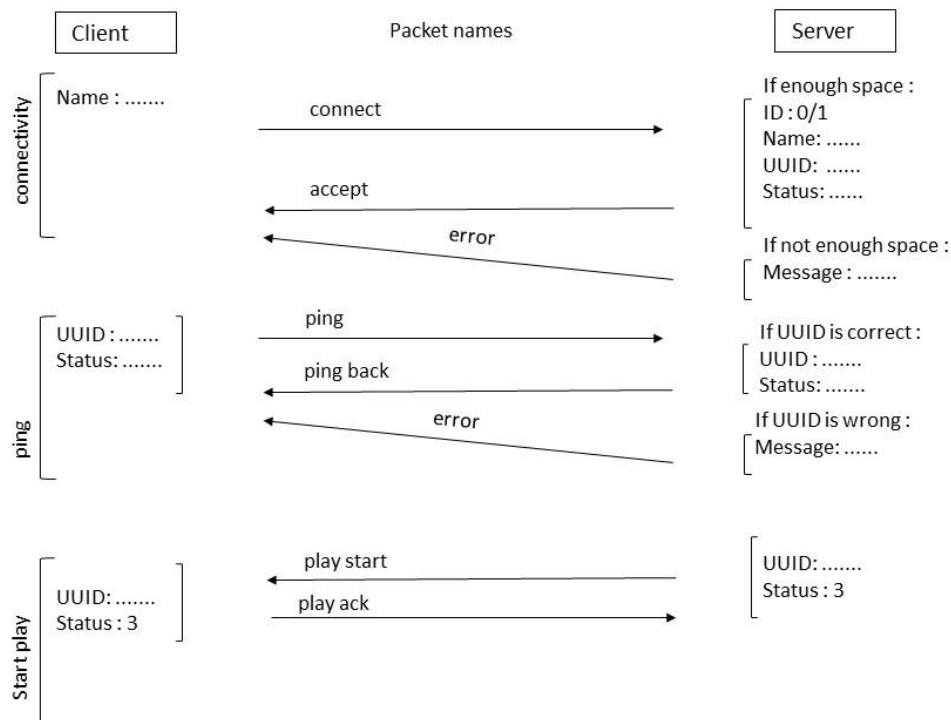 Client
Packet names
Server
connectivity
Name : .......
connect
If enough space :
ID : 0/1
Name: ......
UUID: ......
Status: ......
accept
error
If not enough space :
Message : .......
ping
UUID : .......
Status: .......
ping
If UUID is correct :
UUID : .......
Status: .......
ping back
error
If UUID is wrong :
Message: ......
Start play
play start
UUID: .......
Status : 3
UUID: .......
Status : 3
play ack